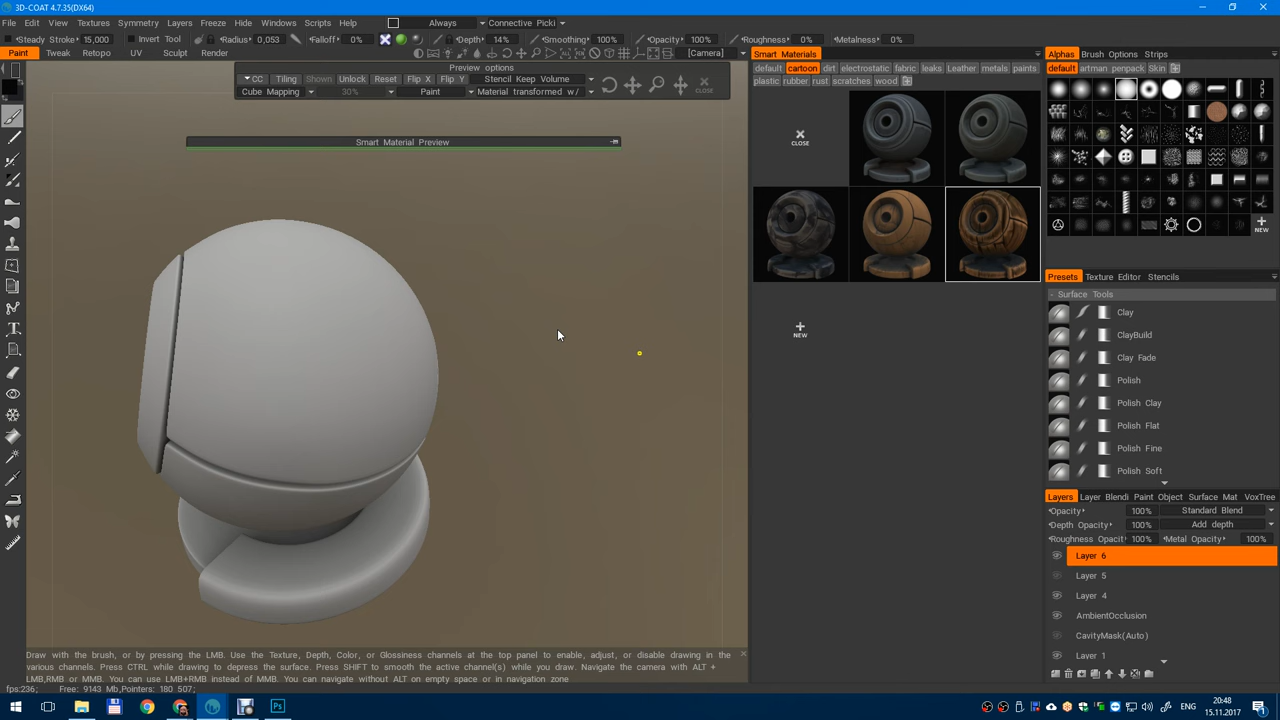 3D-COAT 4.7.35(DX64)
File Edit View Textures Symmetry Layers Freeze Hide Windows Scripts Help Always Connective Picki
Steady Stroke 15,000 Invert Tool Radius 0,053 Falloff 0% Depth 14% Smoothing 100% Opacity 100% Roughness 0% Metalness 0%
Paint Tweak Retopo UV Sculpt Render [Camera]
Smart Materials
Alphas Brush Options Strips
Preview options
default cartoon dirt electrostatic fabric leaks Leather metals paints
default artman penpack Skin
CC Tiling Shown Unlock Reset Flip X Flip Y Stencil Keep Volume
plastic rubber rust scratches wood
Cube Mapping 30% Paint Material transformed w/ CLOSE
Smart Material Preview
CLOSE
NEW
Presets Texture Editor Stencils
- Surface Tools
Clay
ClayBuild
NEW
Clay Fade
Polish
Polish Clay
Polish Flat
Polish Fine
Polish Soft
Layers Layer Blendi Paint Object Surface Mat VoxTree
Opacity 100% Standard Blend
Depth Opacity 100% Add depth
Roughness Opacit 100% Metal Opacity 100%
Layer 6
Layer 5
Layer 4
AmbientOcclusion
CavityMask(Auto)
Layer 1
Draw with the brush, or by pressing the LMB. Use the Texture, Depth, Color, or Glossiness channels at the top panel to enable, adjust, or disable drawing in the
various channels. Press CTRL while drawing to depress the surface. Press SHIFT to smooth the active channel(s) while you draw. Navigate the camera with ALT +
LMB,RMB or MMB. You can use LMB+RMB instead of MMB. You can navigate without ALT on empty space or in navigation zone
fps:236; Free: 9143 Mb,Pointers: 180 507;
Ps
ENG
20:48
15.11.2017
1